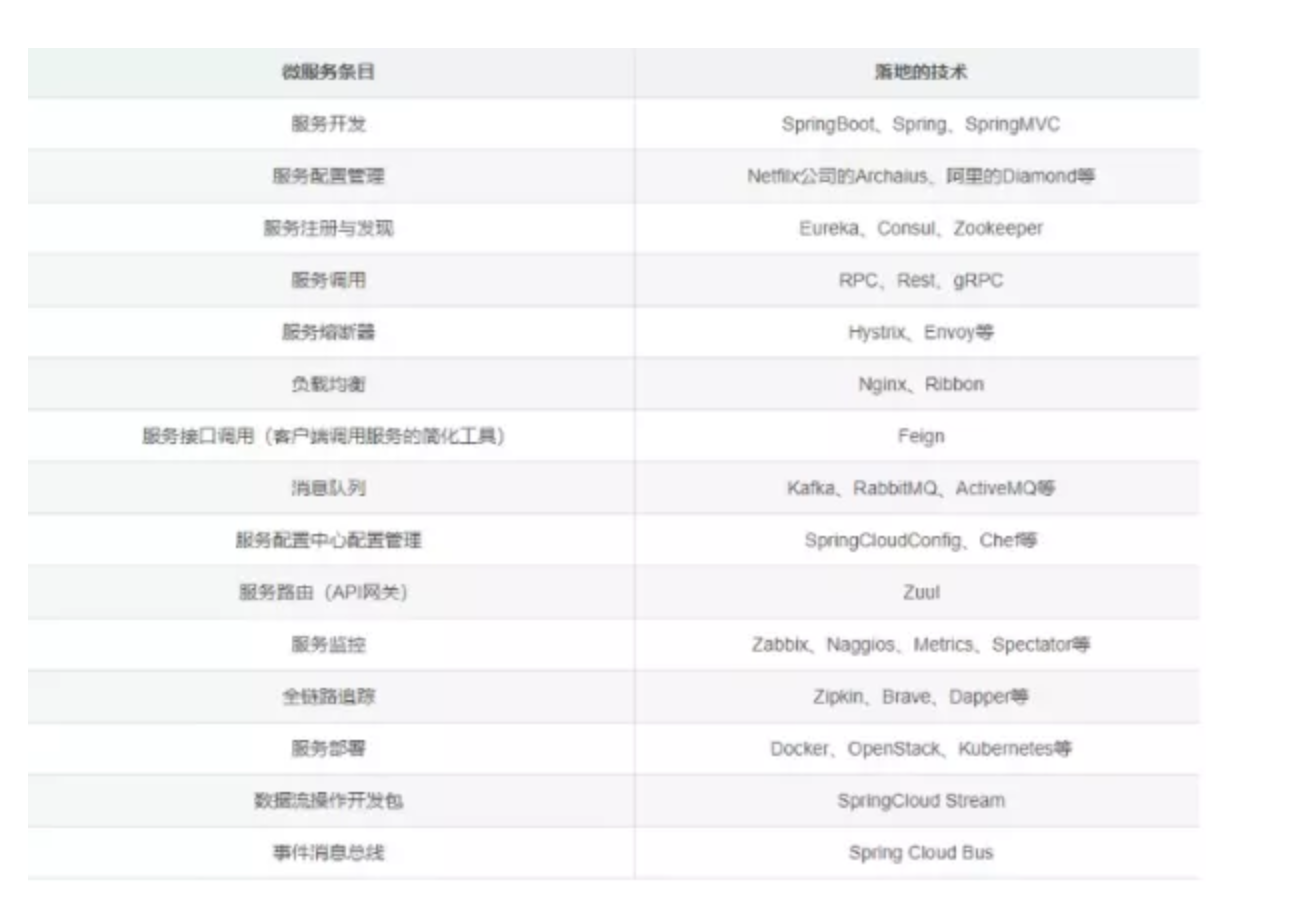 微服务条目 落地的技术
服务开发 SpringBoot、Spring、SpringMVC
服务配置管理 Netflix公司的Archaius、阿里的Diamond等
服务注册与发现 Eureka、Consul、Zookeeper
服务调用 RPC、Rest、gRPC
服务熔断器 Hystrix、Envoy等
负载均衡 Nginx、Ribbon
服务接口调用（客户端调用服务的简化工具） Feign
消息队列 Kafka、RabbitMQ、ActiveMQ等
服务配置中心配置管理 SpringCloudConfig、Chef等
服务路由（API网关） Zuul
服务监控 Zabbix、Naggios、Metrics、Spectator等
全链路追踪 Zipkin、Brave、Dapper等
服务部署 Docker、OpenStack、Kubernetes等
数据流操作开发包 SpringCloud Stream
事件消息总线 Spring Cloud Bus